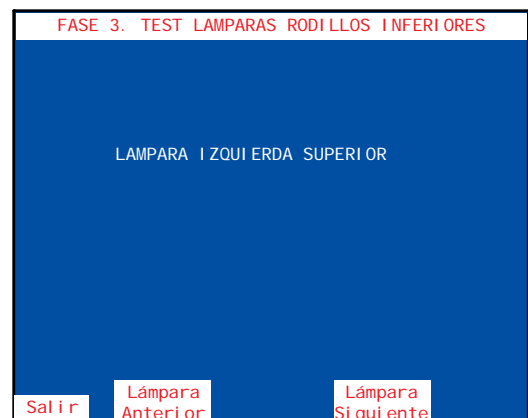 FASE 3. TEST LAMPARAS RODILLOS INFERIORES
LAMPARA IZQUIERDA SUPERIOR
Salir
Lámpara
Anterior
Lámpara
Siguiente